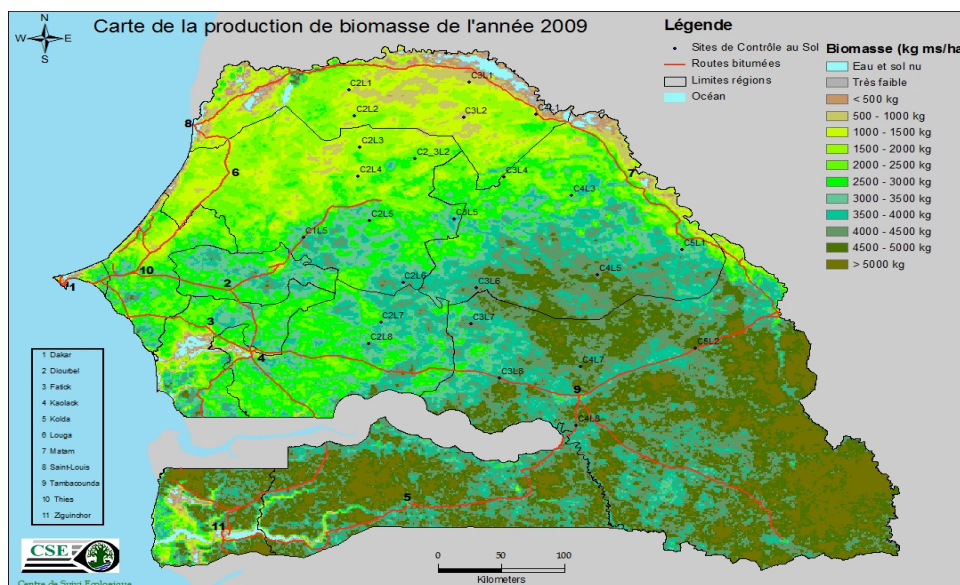 Carte de la production de biomasse de l'année 2009
N
W
E
S
Légende
Sites de Contrôle au Sol
Routes bitumées
Limites régions
Océan
Biomasse (kg ms/ha
Eau et sol nu
Très faible
< 500 kg
500 - 1000 kg
1000 - 1500 kg
1500 - 2000 kg
2000 - 2500 kg
2500 - 3000 kg
3000 - 3500 kg
3500 - 4000 kg
4000 - 4500 kg
4500 - 5000 kg
> 5000 kg
C2L1
C3L1
C2L2
C3L2
8
C2L3
C2_3L2
6
C2L4
C3L4
7
C4L3
C2L5
C3L5
C1L5
C5L1
10
1
2
C2L6
C3L6
C4L5
3
C2L7
C3L7
C2L8
4
C5L2
C4L7
C3L8
9
C4L8
5
11
1 Dakar
2 Diourbel
3 Fatick
4 Kaolack
5 Kolda
6 Louga
7 Matam
8 Saint-Louis
9 Tambacounda
10 Thies
11 Ziguinchor
CSE
Centre de Suivi Ecologique
0 50 100
Kilometers